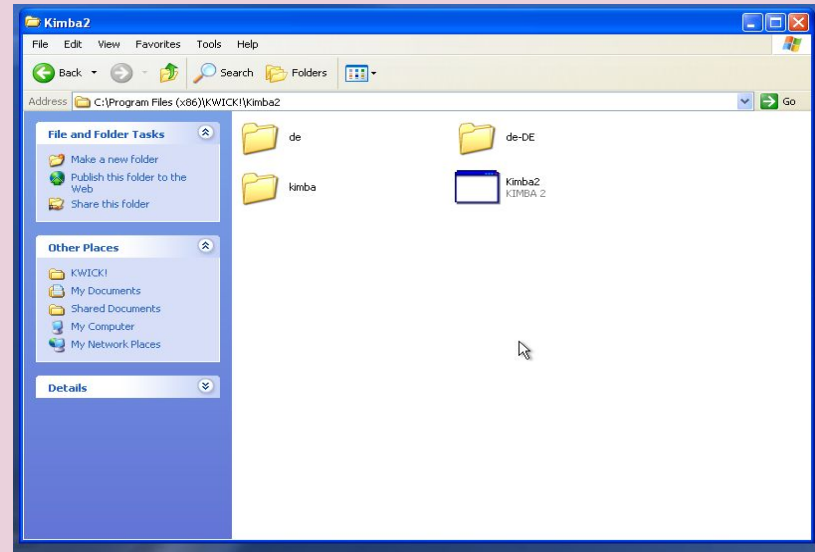 Kimba2
File Edit View Favorites Tools Help
Back Search Folders
Address C:\Program Files (x86)\KWICK!\Kimba2 Go
File and Folder Tasks
Make a new folder
Publish this folder to the
Web
Share this folder
Other Places
KWICK!
My Documents
Shared Documents
My Computer
My Network Places
Details
de de-DE
kimba Kimba2
KIMBA 2